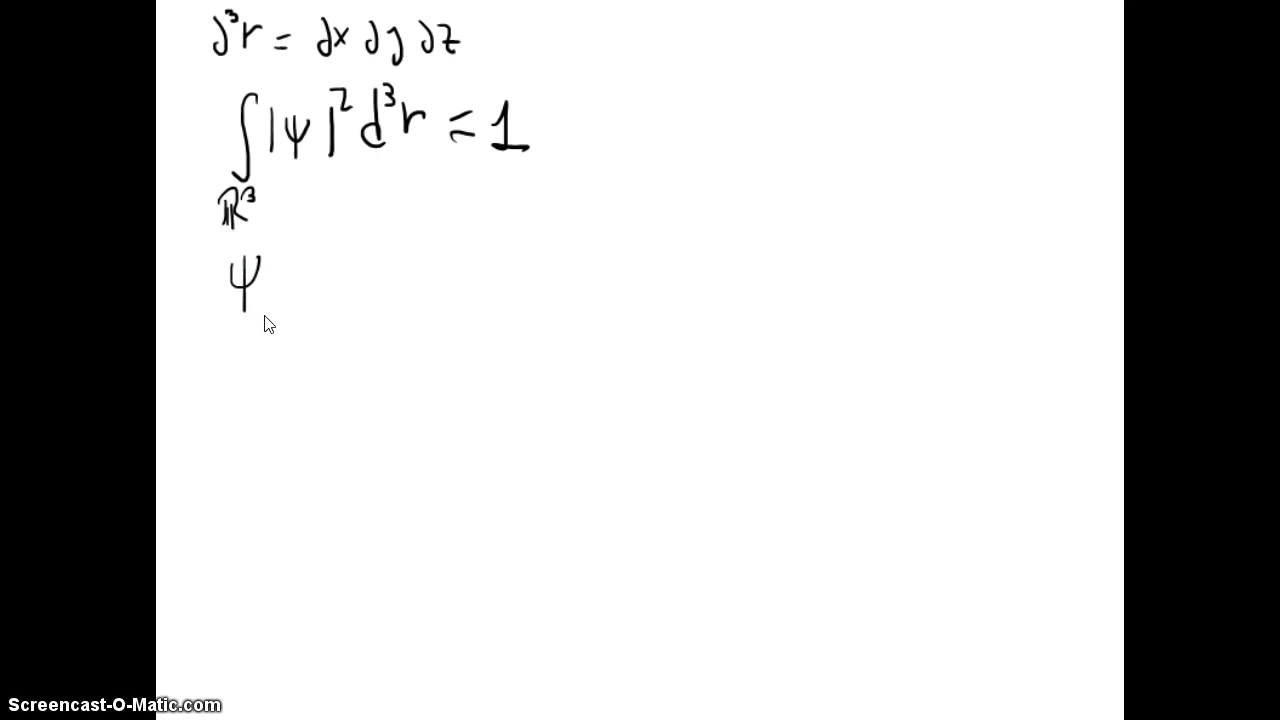 d³r = dx dy dz
∫|ψ|² d³r = 1
ℝ³
ψ
Screencast-O-Matic.com